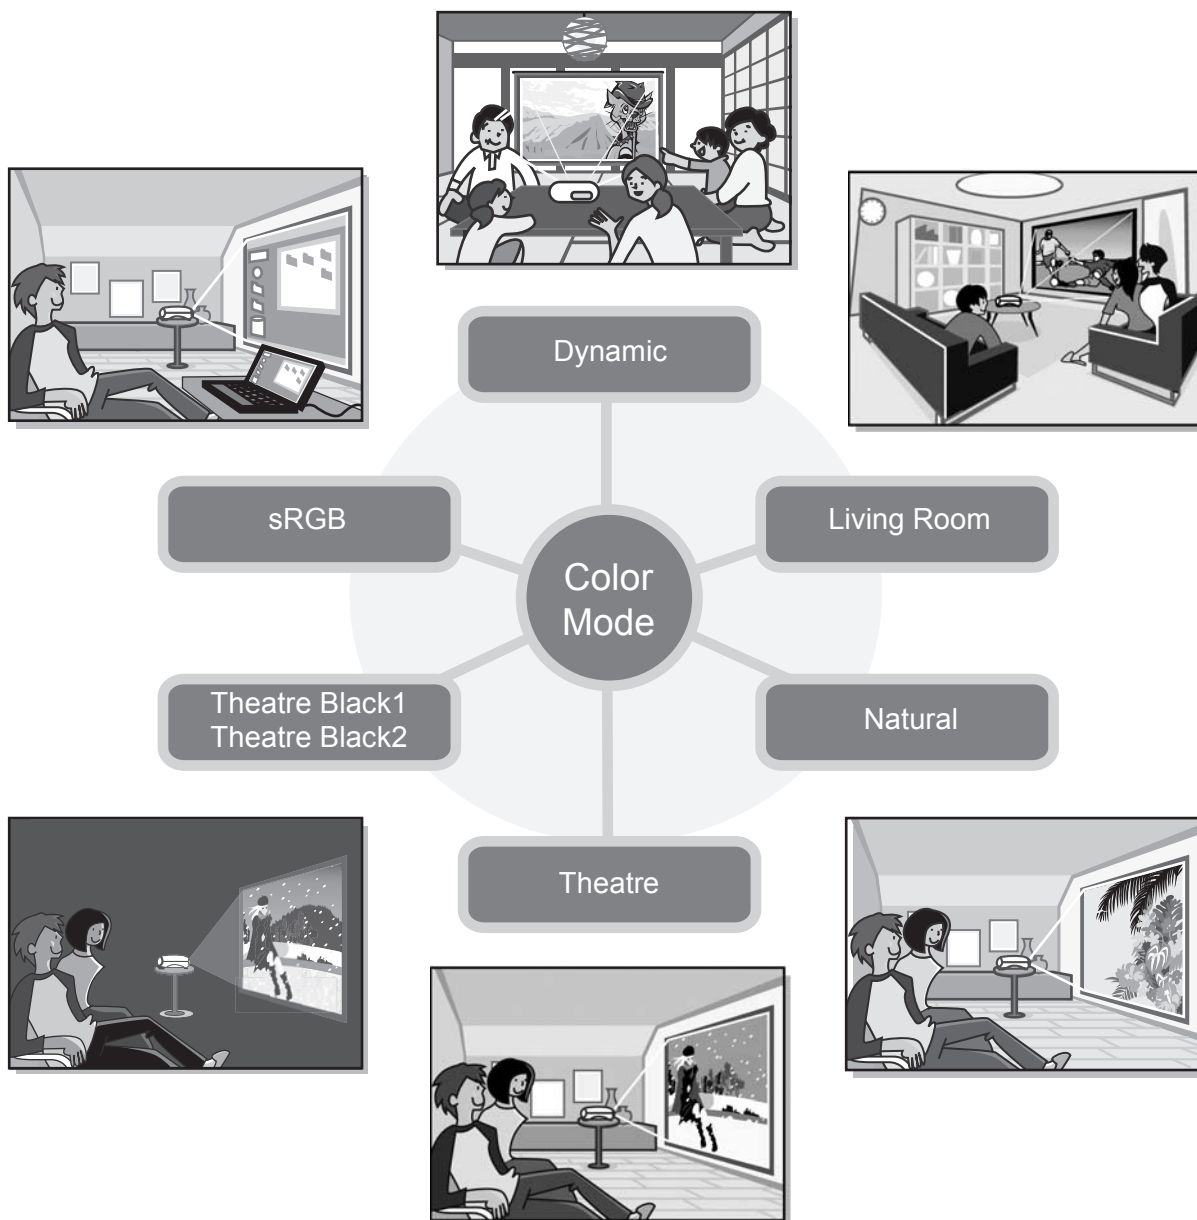 Dynamic
sRGB
Living Room
Color
Mode
Theatre Black1
Theatre Black2
Natural
Theatre